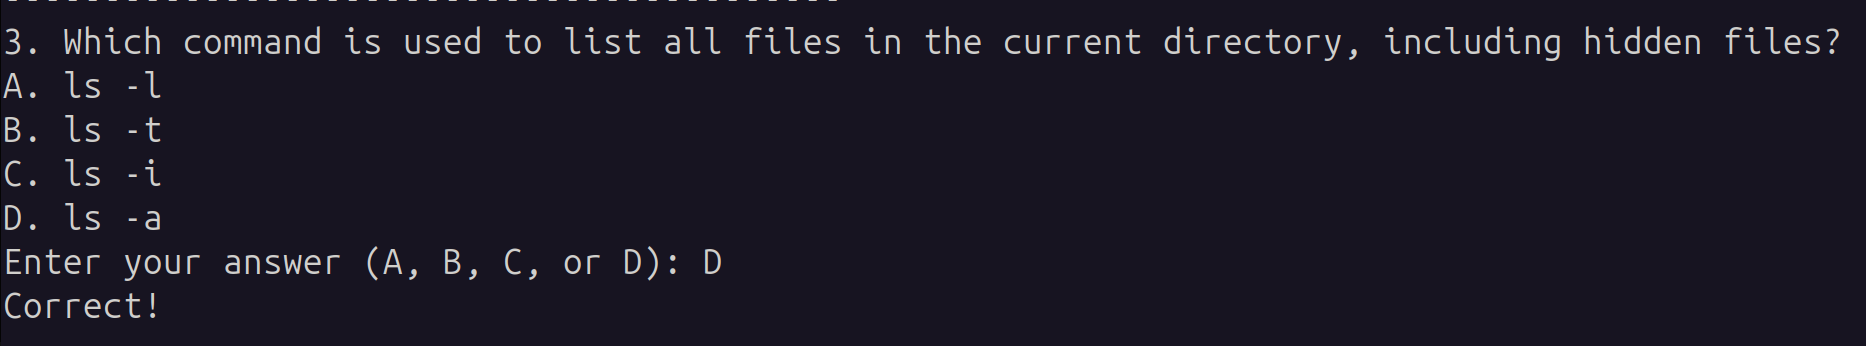 3. Which command is used to list all files in the current directory, including hidden files?
A. ls -l
B. ls -t
C. ls -i
D. ls -a
Enter your answer (A, B, C, or D): D
Correct!